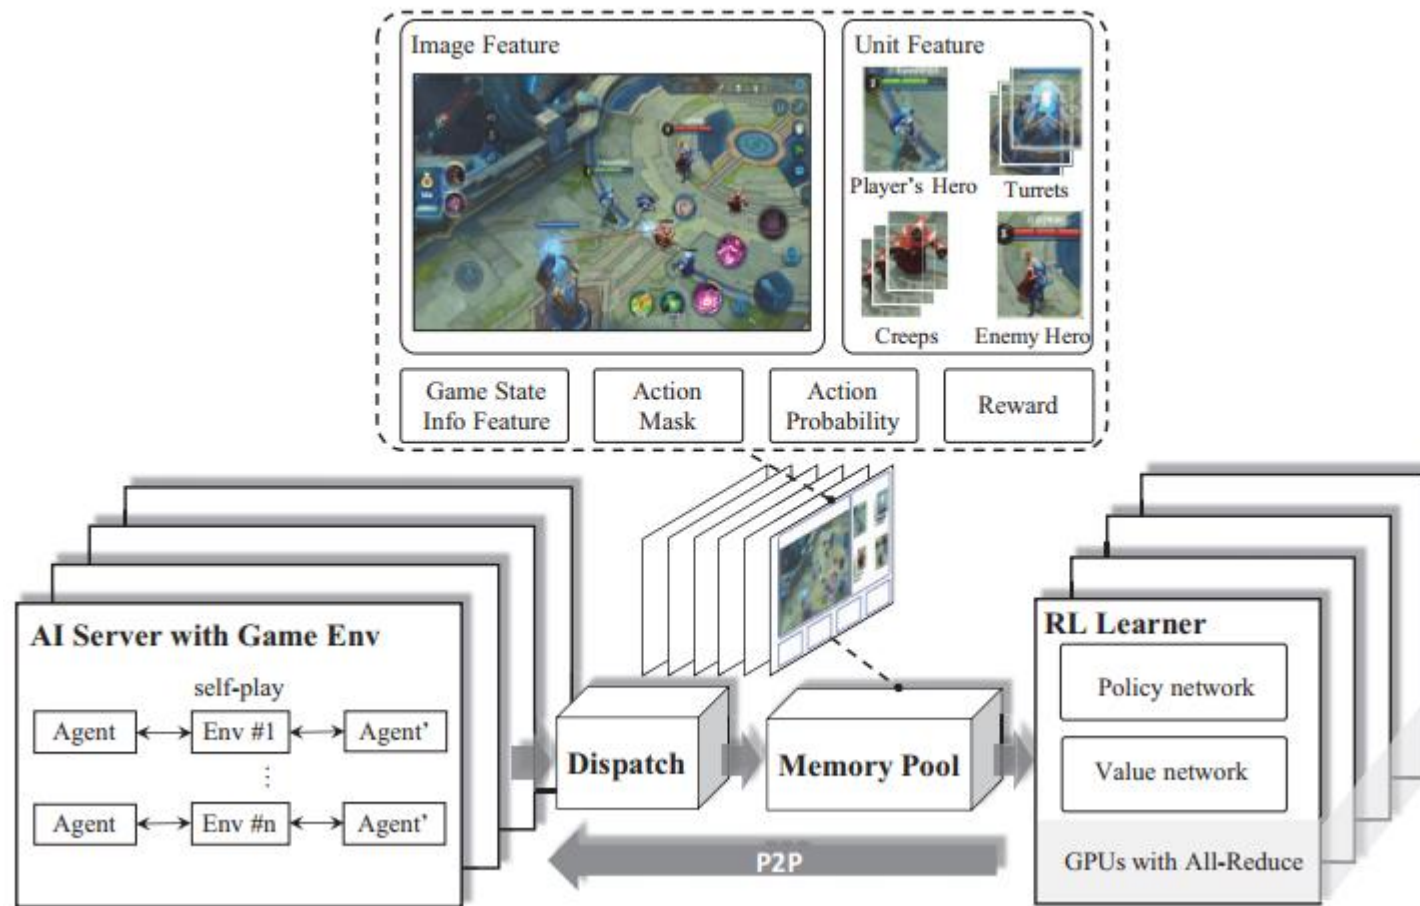 Image Feature
Unit Feature
Player's Hero
Turrets
Creeps
Enemy Hero
Game State
Info Feature
Action
Mask
Action
Probability
Reward
AI Server with Game Env
self-play
Agent
Env #1
Agent'
⋮
Agent
Env #n
Agent'
Dispatch
Memory Pool
RL Learner
Policy network
Value network
GPUs with All-Reduce
P2P